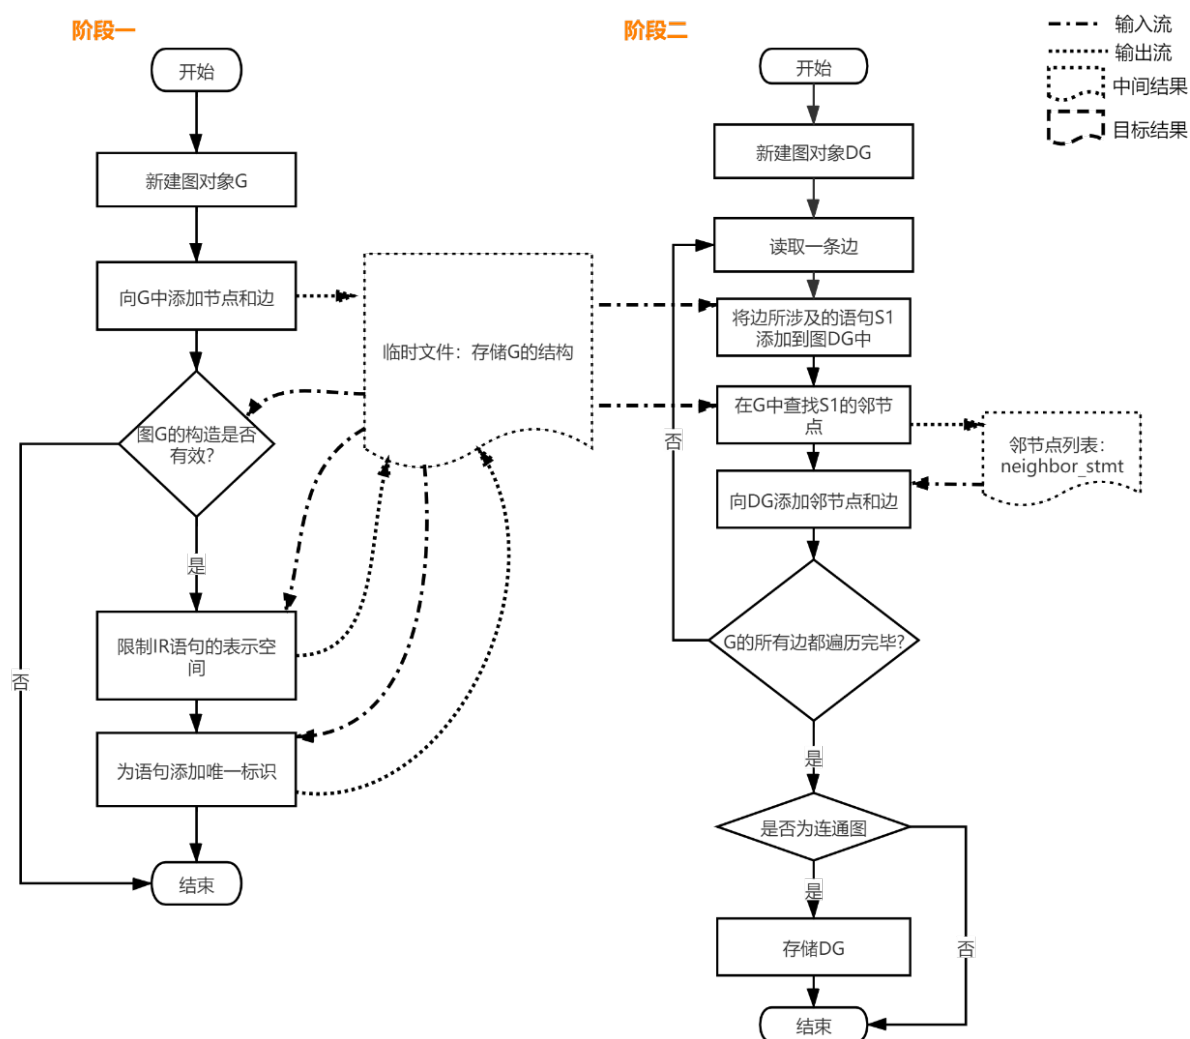 阶段一
开始
新建图对象G
向G中添加节点和边
图G的构造是否
有效？
是
否
限制IR语句的表示空
间
为语句添加唯一标识
结束
临时文件：存储G的结构
阶段二
开始
新建图对象DG
读取一条边
将边所涉及的语句S1
添加到图DG中
在G中查找S1的邻节
点
邻节点列表：
neighbor_stmt
向DG添加邻节点和边
否
G的所有边都遍历完毕？
是
是否为连通图
是
否
存储DG
结束
输入流
输出流
中间结果
目标结果